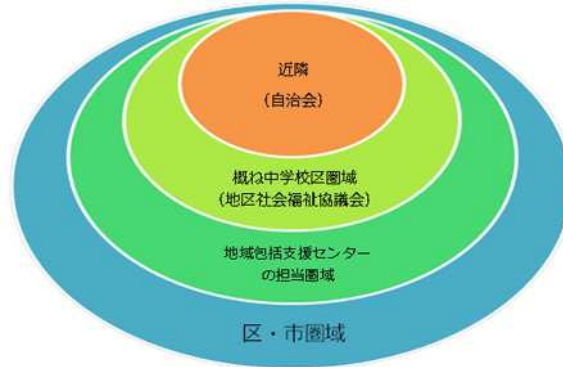 近隣
(自治会)
概ね中学校区圏域
(地区社会福祉協議会)
地域包括支援センター
の担当圏域
区・市圏域